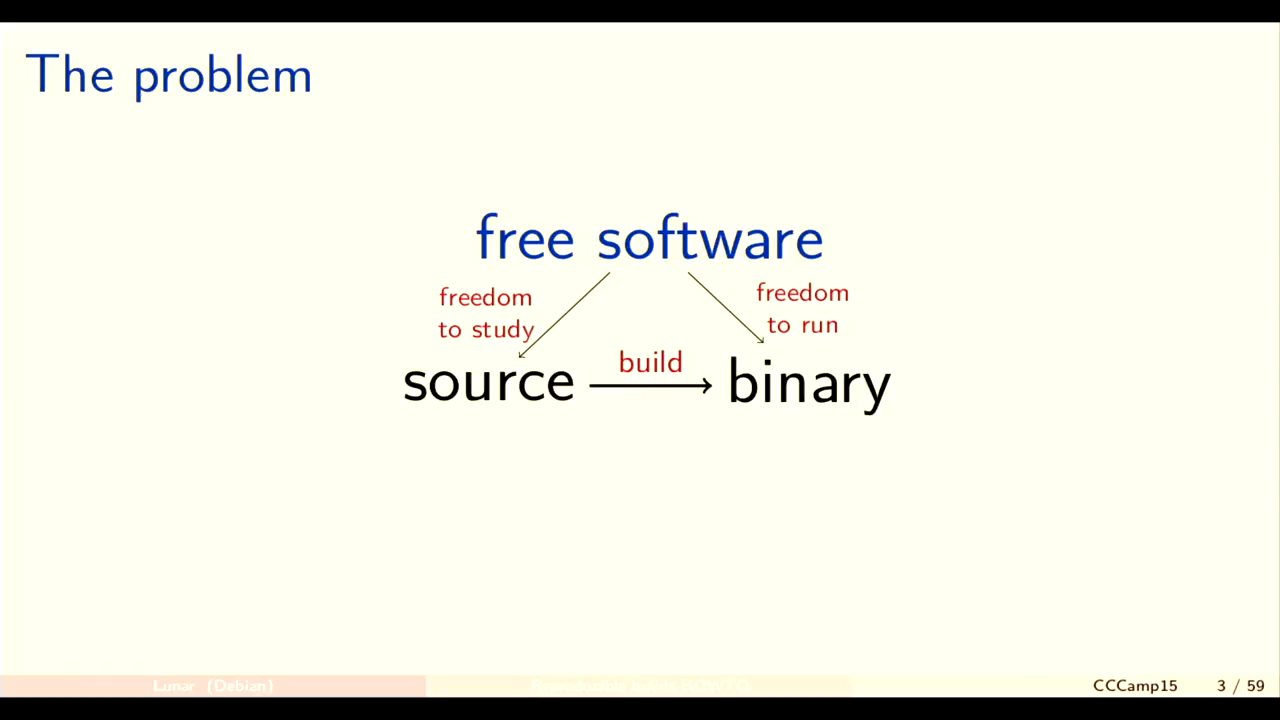 The problem
free software
freedom
to study
freedom
to run
build
source
binary
Lunar (Debian)
CCCamp15
3 / 59